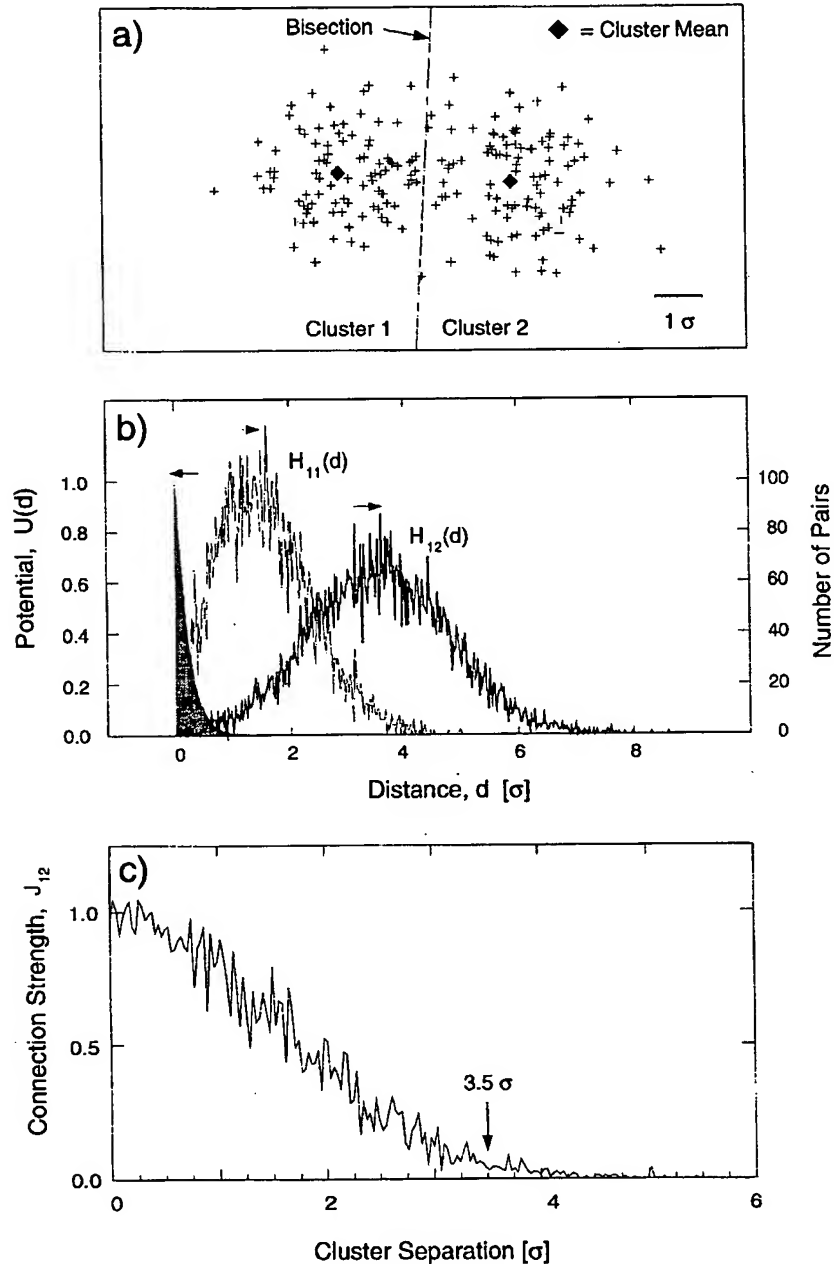 a)
Bisection
◆ = Cluster Mean
Cluster 1
Cluster 2
1 σ
b)
H11(d)
H12(d)
Potential, U(d)
1.0
0.8
0.6
0.4
0.2
0.0
100
80
60
40
20
0
Number of Pairs
0 2 4 6 8
Distance, d [σ]
c)
Connection Strength, J12
1.0
0.5
0.0
3.5 σ
0 2 4 6
Cluster Separation [σ]